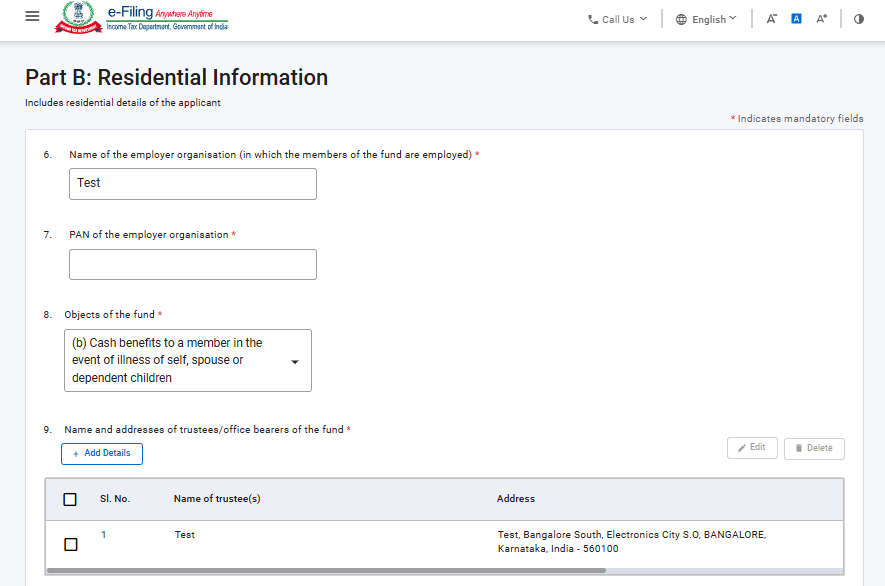 e-Filing Anywhere Anytime
Income Tax Department, Government of India
Call Us
English
A-
A
A+
Part B: Residential Information
Includes residential details of the applicant
* Indicates mandatory fields
6. Name of the employer organisation (in which the members of the fund are employed) *
Test
7. PAN of the employer organisation *
8. Objects of the fund *
(b) Cash benefits to a member in the
event of illness of self, spouse or
dependent children
9. Name and addresses of trustees/office bearers of the fund *
+ Add Details
Edit
Delete
Sl. No. Name of trustee(s) Address
1 Test Test, Bangalore South, Electronics City S.O, BANGALORE,
Karnataka, India - 560100